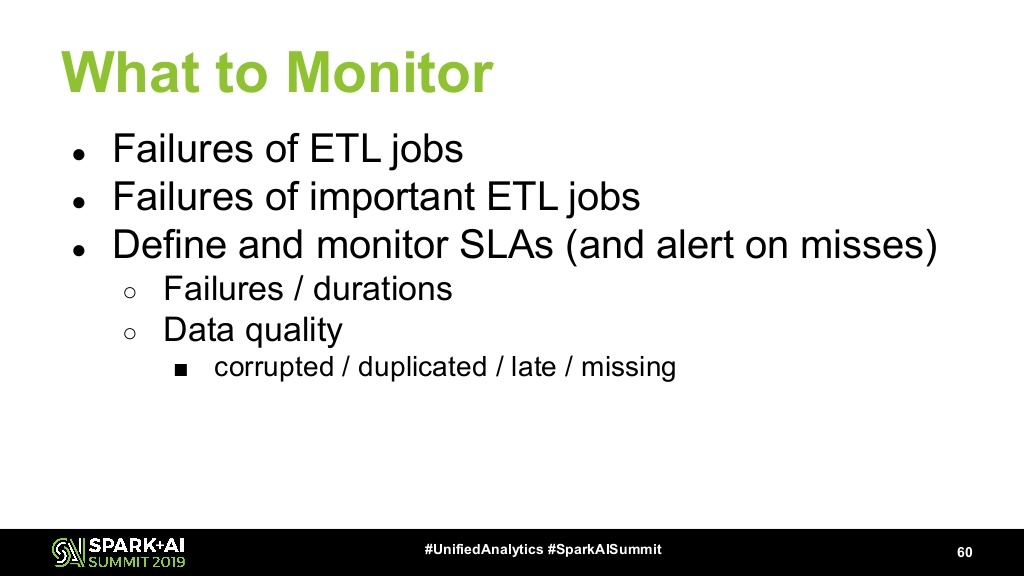 What to Monitor
● Failures of ETL jobs
● Failures of important ETL jobs
● Define and monitor SLAs (and alert on misses)
○ Failures / durations
○ Data quality
■ corrupted / duplicated / late / missing
SPARK+AI
SUMMIT 2019
#UnifiedAnalytics #SparkAISummit
60